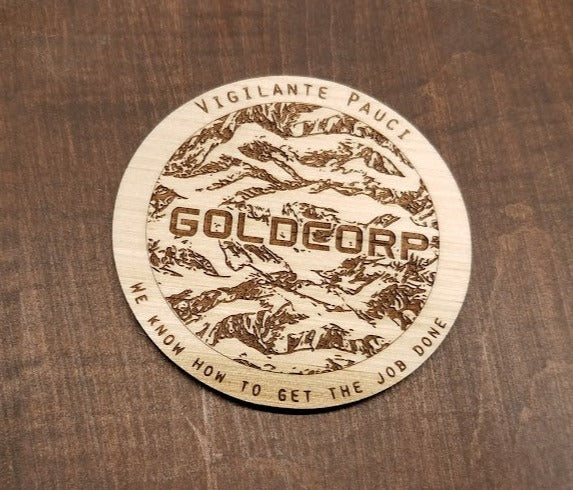 VIGILANTE PAUCI
GOLDCORP
WE KNOW HOW TO GET THE JOB DONE